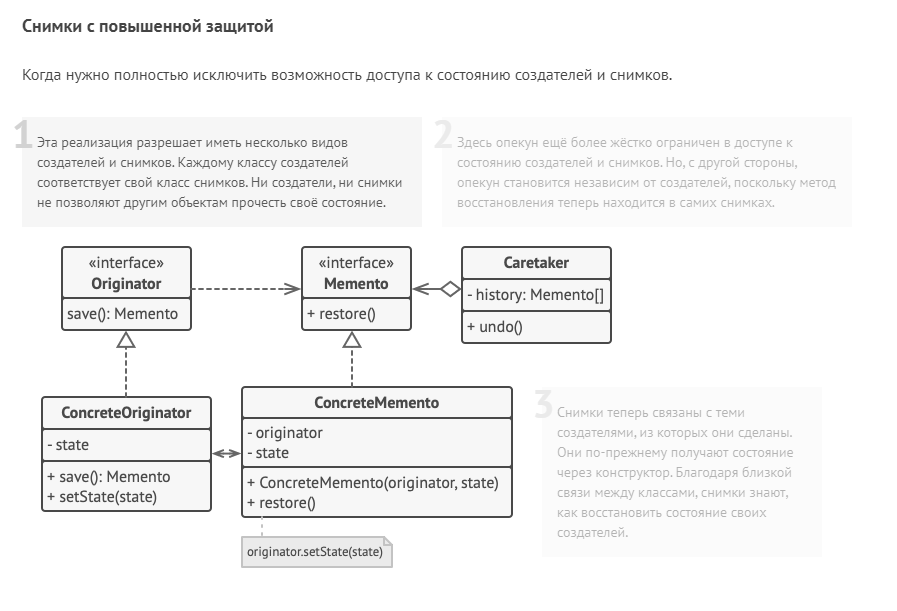 Снимки с повышенной защитой
Когда нужно полностью исключить возможность доступа к состоянию создателей и снимков.
1
Эта реализация разрешает иметь несколько видов
создателей и снимков. Каждому классу создателей
соответствует свой класс снимков. Ни создатели, ни снимки
не позволяют другим объектам прочесть своё состояние.
2
Здесь опекун ещё более жёстко ограничен в доступе к
состоянию создателей и снимков. Но, с другой стороны,
опекун становится независим от создателей, поскольку метод
восстановления теперь находится в самих снимках.
«interface»
Originator
save(): Memento
«interface»
Memento
+ restore()
Caretaker
- history: Memento[]
+ undo()
ConcreteOriginator
- state
+ save(): Memento
+ setState(state)
ConcreteMemento
- originator
- state
+ ConcreteMemento(originator, state)
+ restore()
originator.setState(state)
3
Снимки теперь связаны с теми
создателями, из которых они сделаны.
Они по-прежнему получают состояние
через конструктор. Благодаря близкой
связи между классами, снимки знают,
как восстановить состояние своих
создателей.